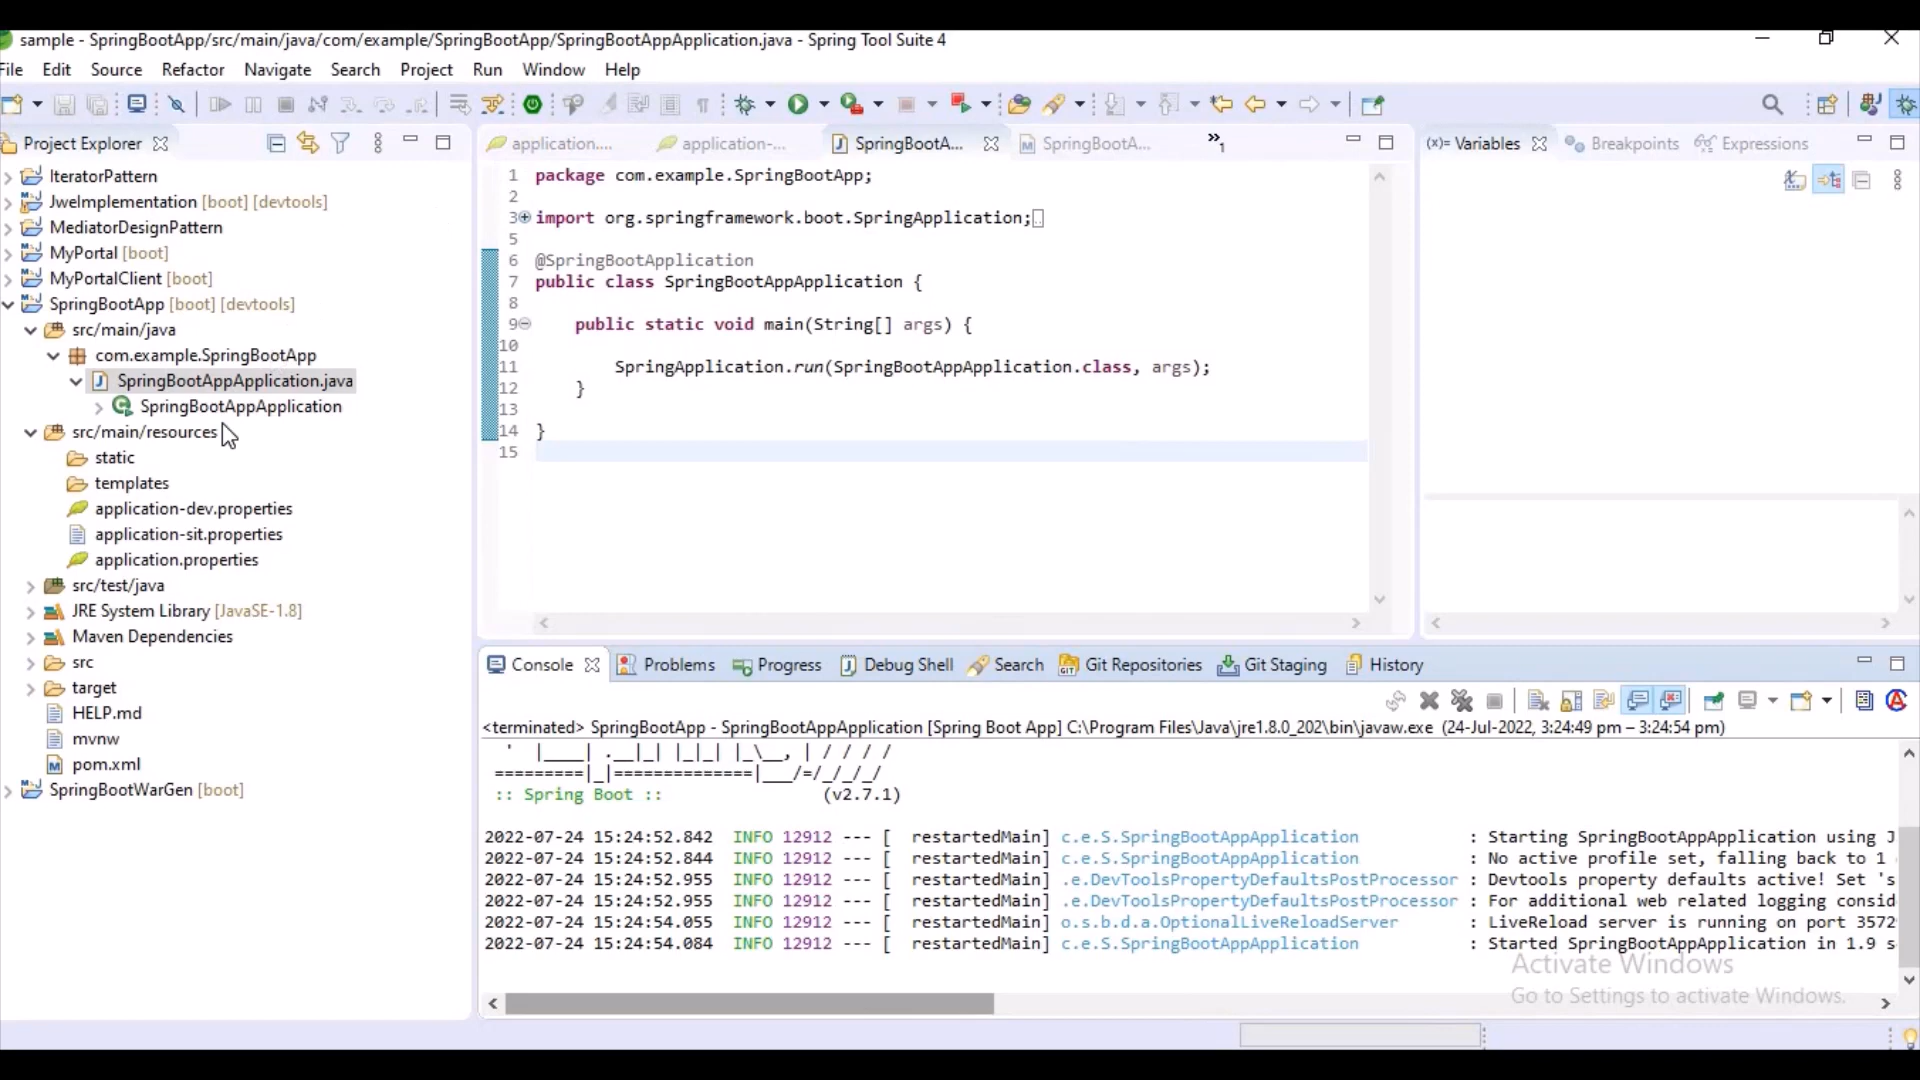 sample - SpringBootApp/src/main/java/com/example/SpringBootApp/SpringBootAppApplication.java - Spring Tool Suite 4
File Edit Source Refactor Navigate Search Project Run Window Help
Project Explorer
IteratorPattern
JweImplementation [boot] [devtools]
MediatorDesignPattern
MyPortal [boot]
MyPortalClient [boot]
SpringBootApp [boot] [devtools]
src/main/java
com.example.SpringBootApp
SpringBootAppApplication.java
SpringBootAppApplication
src/main/resources
static
templates
application-dev.properties
application-sit.properties
application.properties
src/test/java
JRE System Library [JavaSE-1.8]
Maven Dependencies
src
target
HELP.md
mvnw
pom.xml
SpringBootWarGen [boot]
application.... application-... SpringBootA... SpringBootA... »1
1 package com.example.SpringBootApp;
2
3 import org.springframework.boot.SpringApplication;
5
6 @SpringBootApplication
7 public class SpringBootAppApplication {
8
9 public static void main(String[] args) {
10
11 SpringApplication.run(SpringBootAppApplication.class, args);
12 }
13
14 }
15
(x)= Variables Breakpoints Expressions
Console Problems Progress Debug Shell Search Git Repositories Git Staging History
<terminated> SpringBootApp - SpringBootAppApplication [Spring Boot App] C:\Program Files\Java\jre1.8.0_202\bin\javaw.exe (24-Jul-2022, 3:24:49 pm – 3:24:54 pm)
'  |____| .__|_| |_|_| |_\__, | / / / /
=========|_|==============|___/=/_/_/_/
:: Spring Boot :: (v2.7.1)
2022-07-24 15:24:52.842 INFO 12912 --- [ restartedMain] c.e.S.SpringBootAppApplication : Starting SpringBootAppApplication using J
2022-07-24 15:24:52.844 INFO 12912 --- [ restartedMain] c.e.S.SpringBootAppApplication : No active profile set, falling back to 1
2022-07-24 15:24:52.955 INFO 12912 --- [ restartedMain] .e.DevToolsPropertyDefaultsPostProcessor : Devtools property defaults active! Set 's
2022-07-24 15:24:52.955 INFO 12912 --- [ restartedMain] .e.DevToolsPropertyDefaultsPostProcessor : For additional web related logging consid
2022-07-24 15:24:54.055 INFO 12912 --- [ restartedMain] o.s.b.d.a.OptionalLiveReloadServer : LiveReload server is running on port 3572
2022-07-24 15:24:54.084 INFO 12912 --- [ restartedMain] c.e.S.SpringBootAppApplication : Started SpringBootAppApplication in 1.9 s
Activate Windows
Go to Settings to activate Windows.